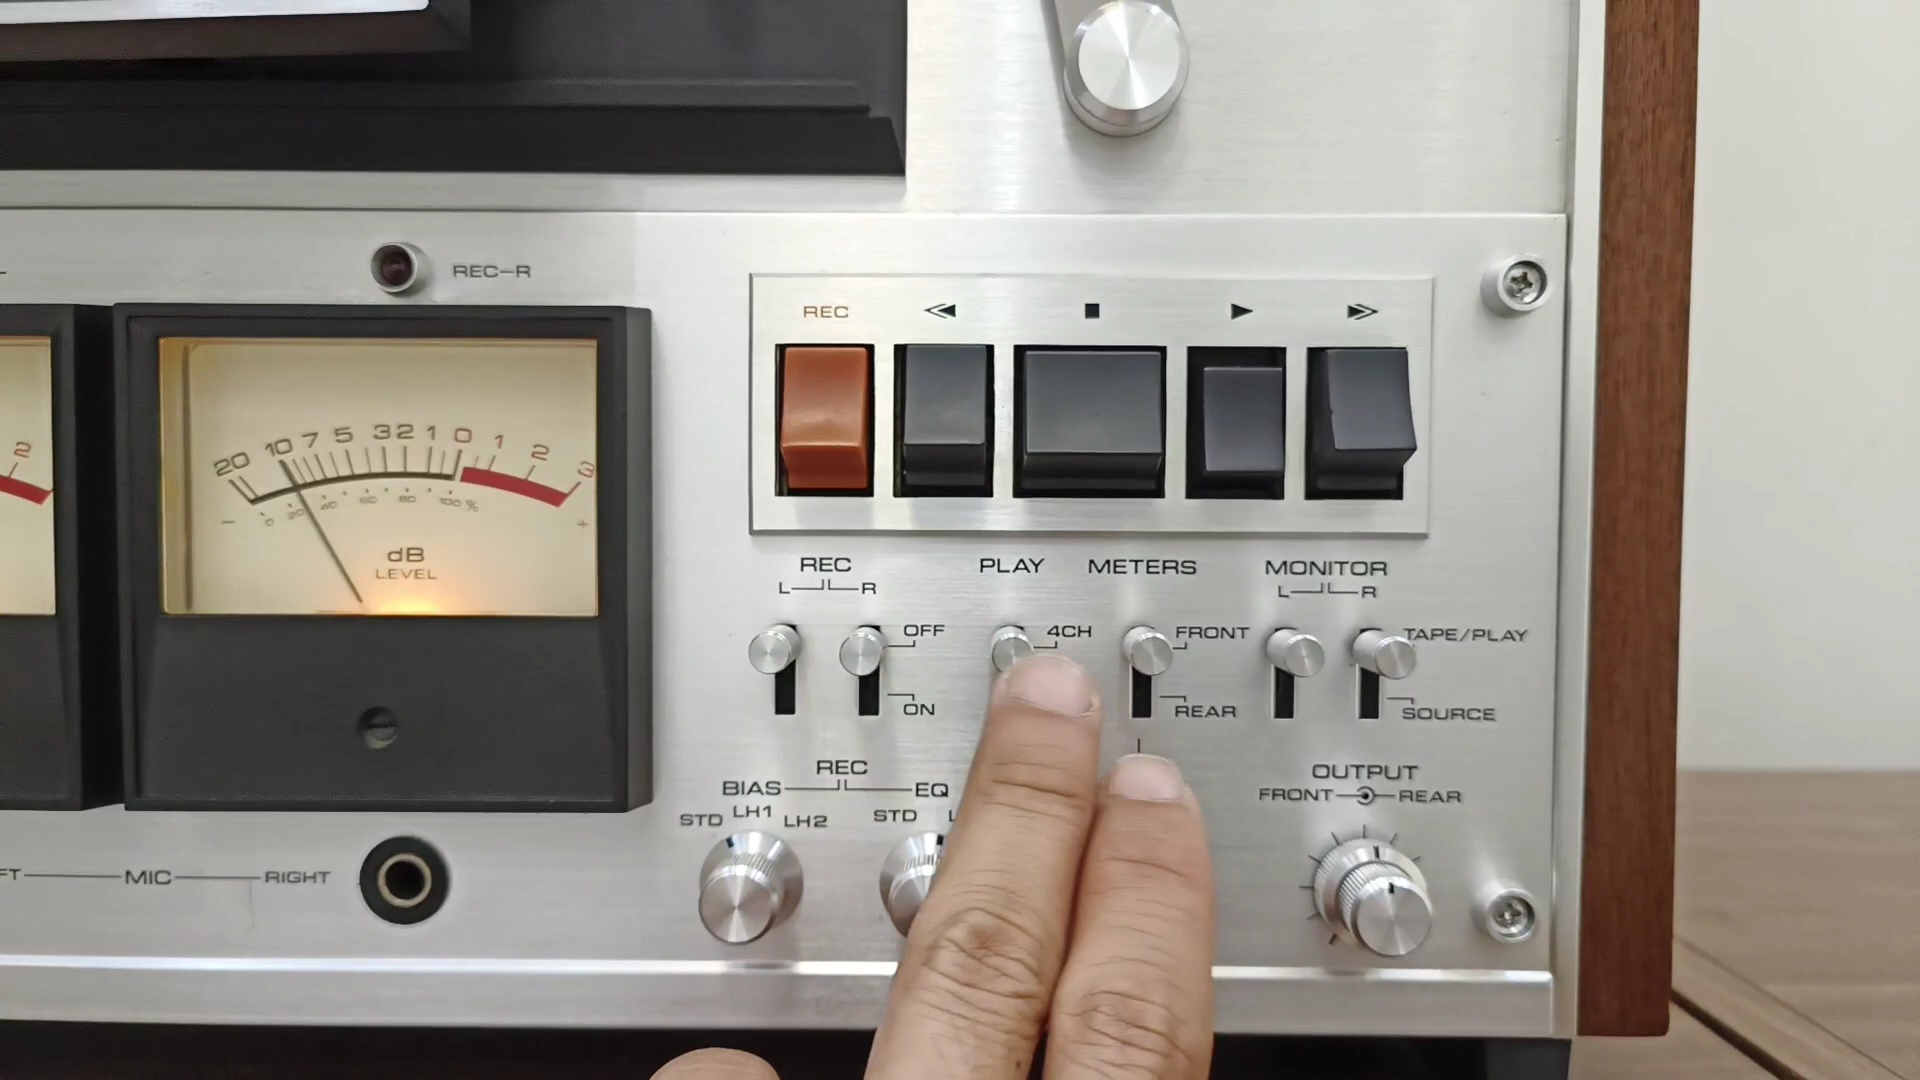 REC-R
REC
2
20 10 7 5 3 2 1 0 1 2 3
0 20 40 60 80 100 %
- +
dB
LEVEL
REC
L R
PLAY
METERS
MONITOR
L R
OFF
ON
4CH
FRONT
REAR
TAPE/PLAY
SOURCE
REC
BIAS EQ
STD LH1 LH2
STD
OUTPUT
FRONT REAR
MIC RIGHT